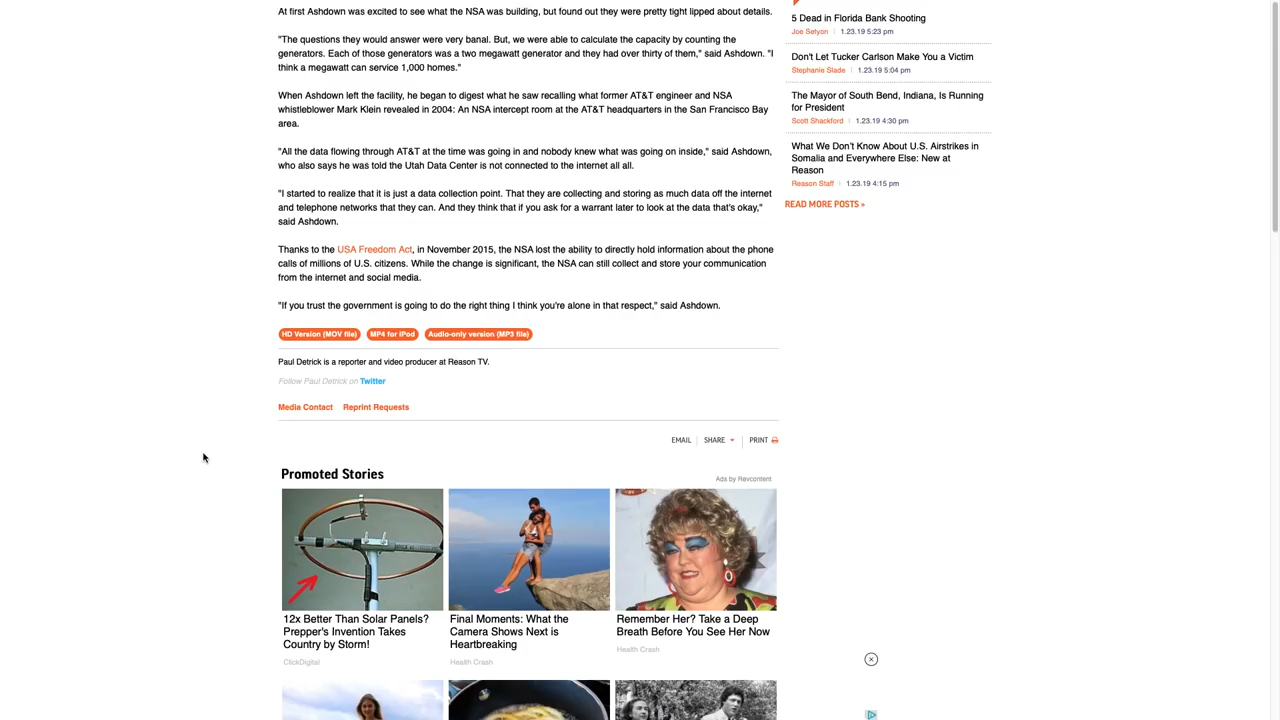 At first Ashdown was excited to see what the NSA was building, but found out they were pretty tight lipped about details.
"The questions they would answer were very banal. But, we were able to calculate the capacity by counting the
generators. Each of those generators was a two megawatt generator and they had over thirty of them," said Ashdown. "I
think a megawatt can service 1,000 homes."
When Ashdown left the facility, he began to digest what he saw recalling what former AT&T engineer and NSA
whistleblower Mark Klein revealed in 2004: An NSA intercept room at the AT&T headquarters in the San Francisco Bay
area.
"All the data flowing through AT&T at the time was going in and nobody knew what was going on inside," said Ashdown,
who also says he was told the Utah Data Center is not connected to the internet all all.
"I started to realize that it is just a data collection point. That they are collecting and storing as much data off the internet
and telephone networks that they can. And they think that if you ask for a warrant later to look at the data that's okay,"
said Ashdown.
Thanks to the USA Freedom Act, in November 2015, the NSA lost the ability to directly hold information about the phone
calls of millions of U.S. citizens. While the change is significant, the NSA can still collect and store your communication
from the internet and social media.
"If you trust the government is going to do the right thing I think you're alone in that respect," said Ashdown.
HD Version (MOV file) MP4 for iPod Audio-only version (MP3 file)
Paul Detrick is a reporter and video producer at Reason TV.
Follow Paul Detrick on Twitter
Media Contact Reprint Requests
EMAIL SHARE PRINT
Promoted Stories
Ads by Revcontent
12x Better Than Solar Panels?
Prepper's Invention Takes
Country by Storm!
ClickDigital
Final Moments: What the
Camera Shows Next is
Heartbreaking
Health Crash
Remember Her? Take a Deep
Breath Before You See Her Now
Health Crash
5 Dead in Florida Bank Shooting
Joe Setyon | 1.23.19 5:23 pm
Don't Let Tucker Carlson Make You a Victim
Stephanie Slade | 1.23.19 5:04 pm
The Mayor of South Bend, Indiana, Is Running
for President
Scott Shackford | 1.23.19 4:30 pm
What We Don't Know About U.S. Airstrikes in
Somalia and Everywhere Else: New at
Reason
Reason Staff | 1.23.19 4:15 pm
READ MORE POSTS »